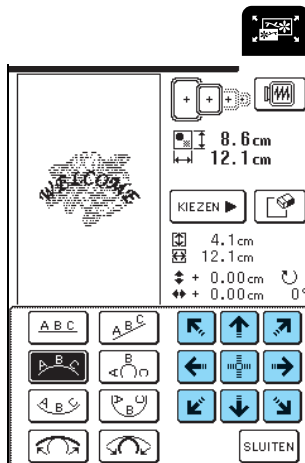 WELCOME
8.6cm
12.1cm
KIEZEN
4.1cm
12.1cm
+ 0.00cm
+ 0.00cm 0°
ABC
ABC
ABC
ABC
ABC
ABC
SLUITEN